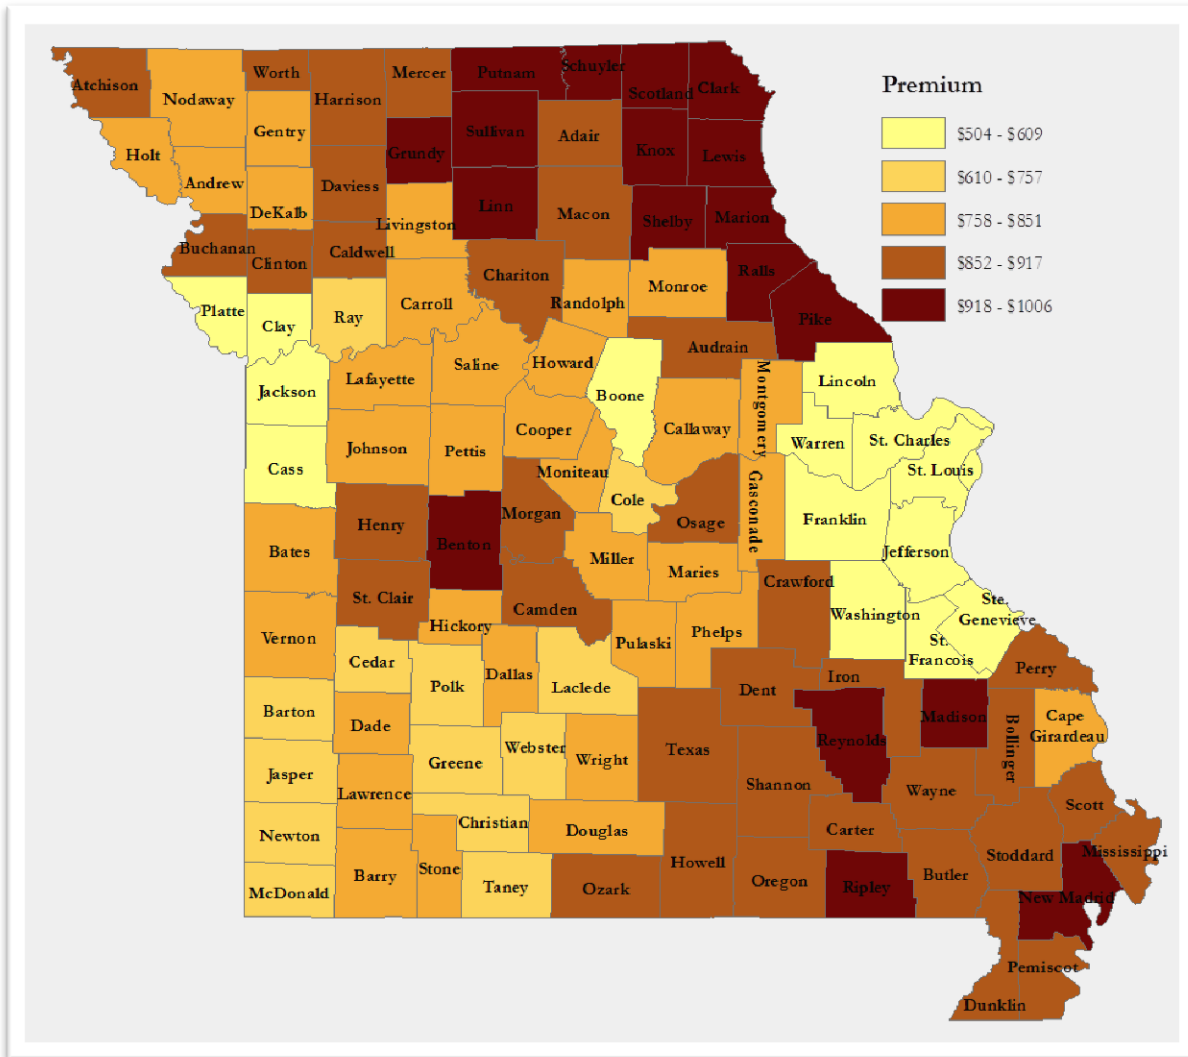 Premium
$504 - $609
$610 - $757
$758 - $851
$852 - $917
$918 - $1006
Atchison
Nodaway
Worth
Harrison
Mercer
Putnam
Schuyler
Scotland
Clark
Holt
Andrew
Gentry
DeKalb
Daviess
Grundy
Sullivan
Adair
Knox
Lewis
Livingston
Linn
Macon
Shelby
Marion
Buchanan
Clinton
Caldwell
Chariton
Randolph
Monroe
Ralls
Pike
Platte
Clay
Ray
Carroll
Saline
Howard
Boone
Audrain
Montgomery
Lincoln
Jackson
Lafayette
Cooper
Callaway
Warren
St. Charles
St. Louis
Cass
Johnson
Pettis
Moniteau
Cole
Osage
Gasconade
Franklin
Jefferson
Bates
Henry
Benton
Morgan
Miller
Maries
Crawford
Washington
Ste.
Genevieve
St.
Francois
Vernon
St. Clair
Hickory
Camden
Pulaski
Phelps
Cedar
Polk
Dallas
Laclede
Dent
Iron
Perry
Barton
Dade
Greene
Webster
Wright
Texas
Reynolds
Madison
Bollinger
Cape
Girardeau
Jasper
Lawrence
Shannon
Wayne
Scott
Newton
Christian
Douglas
Howell
Carter
Stoddard
Mississippi
McDonald
Barry
Stone
Taney
Ozark
Oregon
Ripley
Butler
New Madrid
Pemiscot
Dunklin